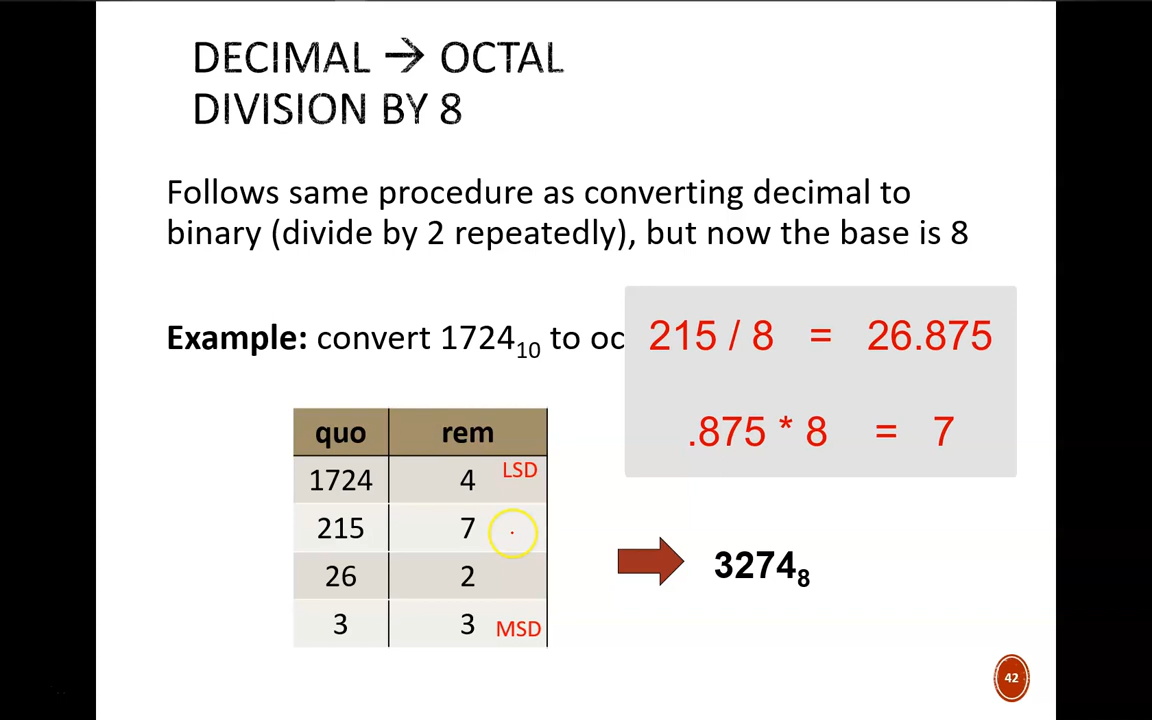 DECIMAL → OCTAL
DIVISION BY 8
Follows same procedure as converting decimal to
binary (divide by 2 repeatedly), but now the base is 8
Example: convert 1724₁₀ to oc
215 / 8 = 26.875
.875 * 8 = 7
quo rem
1724 4 LSD
215 7
26 2
3 3 MSD
3274₈
42